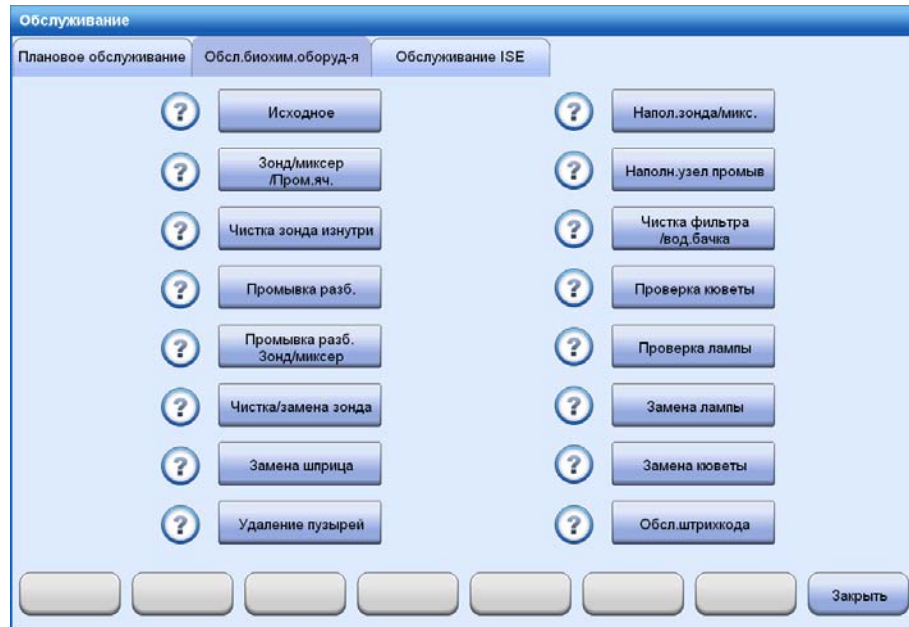 Обслуживание
Плановое обслуживание
Обсл.биохим.оборуд-я
Обслуживание ISE
?
Исходное
?
Напол.зонда/микс.
?
Зонд/миксер
/Пром.яч.
?
Наполн.узел промыв
?
Чистка зонда изнутри
?
Чистка фильтра
/вод.бачка
?
Промывка разб.
?
Проверка кюветы
?
Промывка разб.
Зонд/миксер
?
Проверка лампы
?
Чистка/замена зонда
?
Замена лампы
?
Замена шприца
?
Замена кюветы
?
Удаление пузырей
?
Обсл.штрихкода
Закрыть